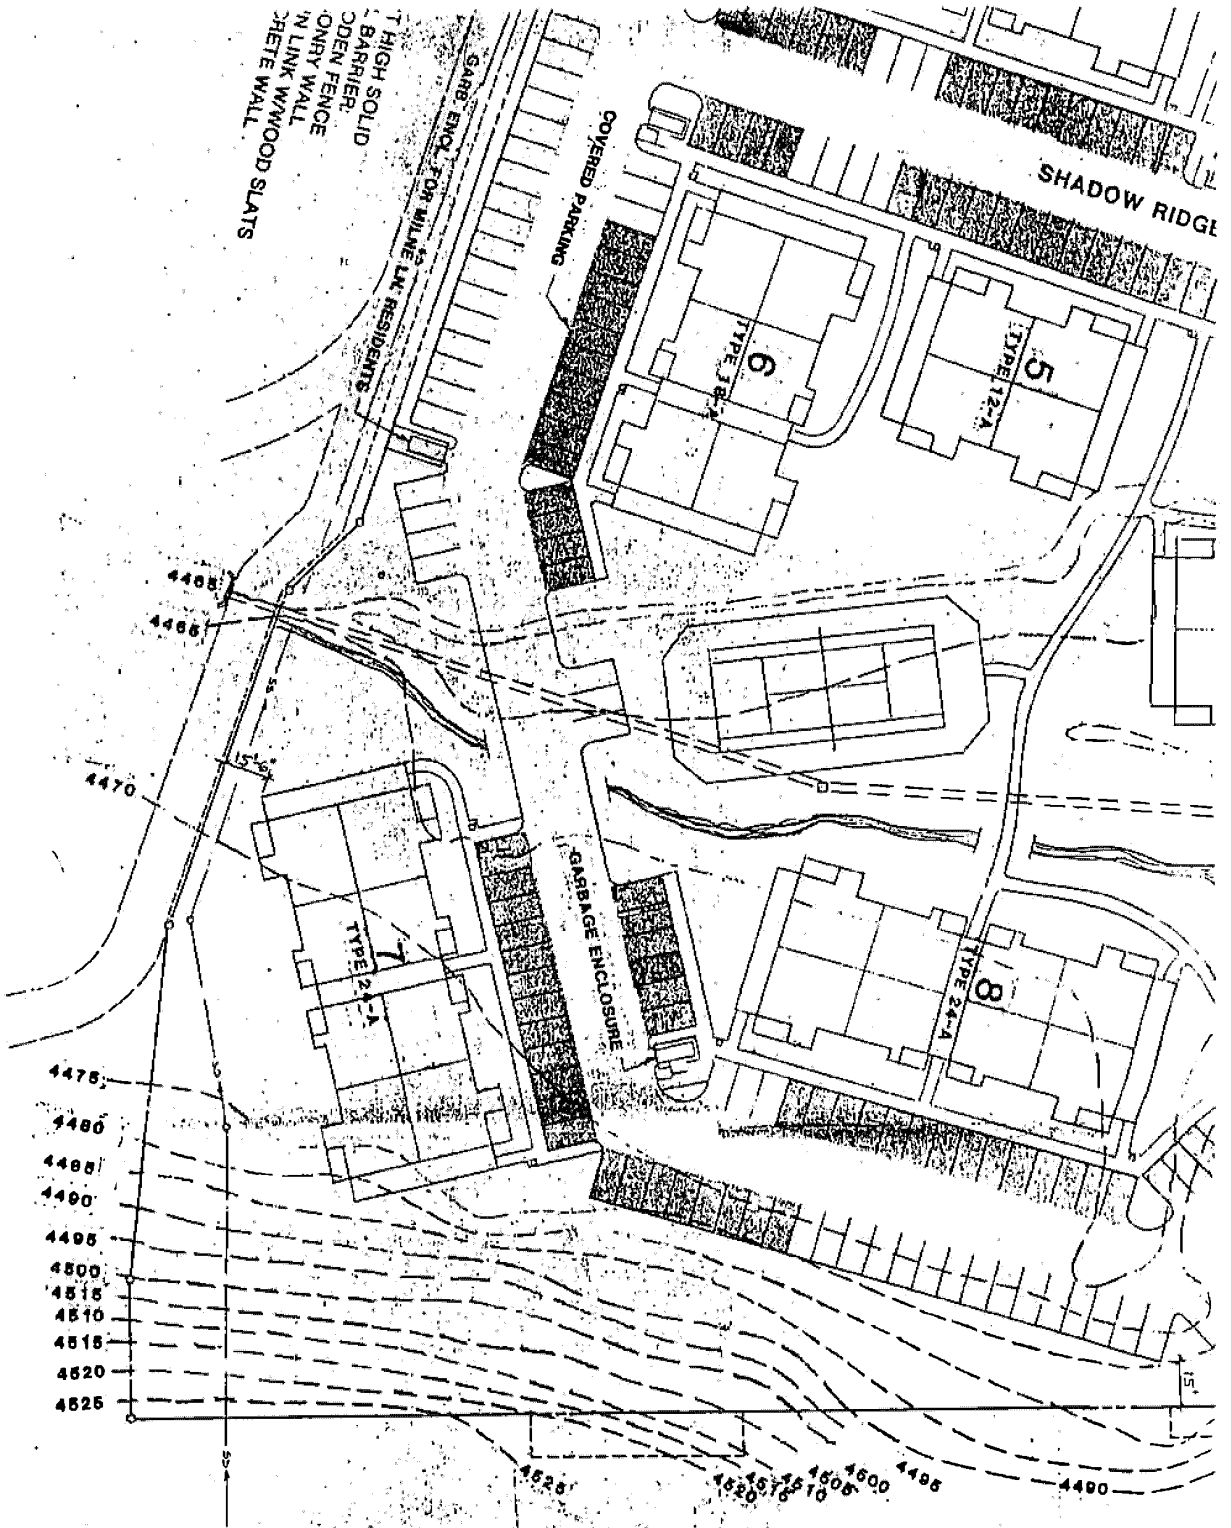 T HIGH SOLID
BARRIER.
ODEN FENCE
ONRY WALL
N LINK W/WOOD SLATS
CRETE WALL
GARB. ENCL. FOR MILNE LN. RESIDENTS
COVERED PARKING
SHADOW RIDGE
6
TYPE 18-A
5
TYPE 12-A
4465
4466
SS
15'-0"
4470
7
TYPE 24-A
GARBAGE ENCLOSURE
8
TYPE 24-A
4475
4480
4485
4490
4495
4500
4515
4510
4515
4520
4525
15'
4525
4520
4515
4510
4505
4500
4495
4490